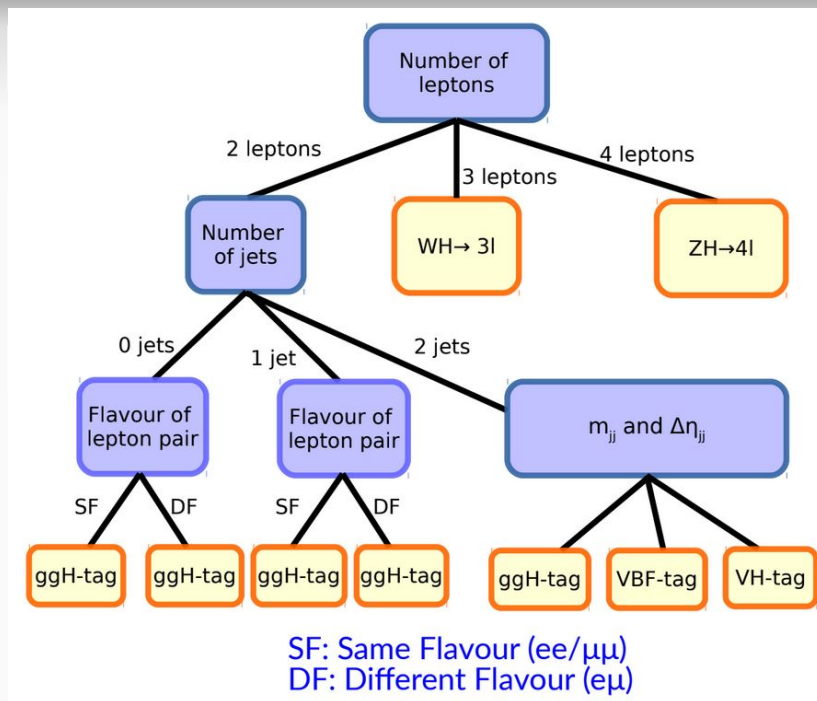 Number of
leptons
2 leptons
3 leptons
4 leptons
Number
of jets
WH→ 3l
ZH→4l
0 jets
1 jet
2 jets
Flavour of
lepton pair
Flavour of
lepton pair
mjj and Δηjj
SF
DF
SF
DF
ggH-tag
ggH-tag
ggH-tag
ggH-tag
ggH-tag
VBF-tag
VH-tag
SF: Same Flavour (ee/μμ)
DF: Different Flavour (eμ)